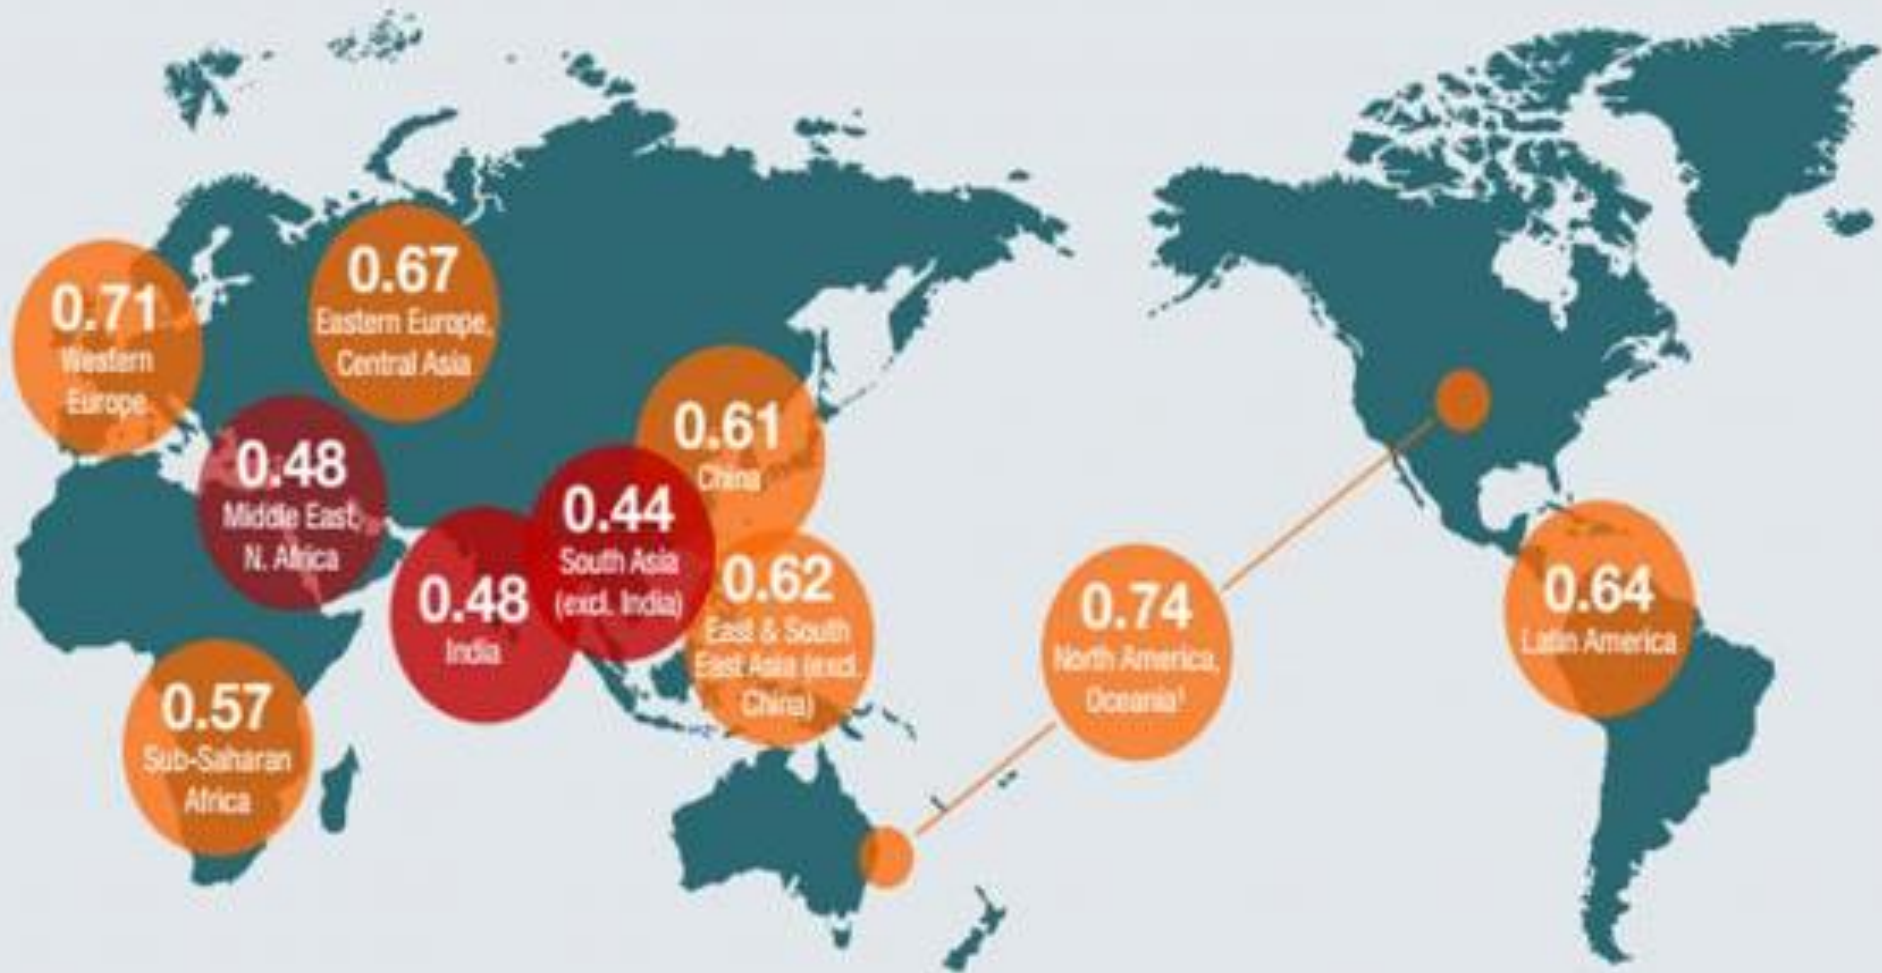 0.71
Western
Europe
0.67
Eastern Europe,
Central Asia
0.48
Middle East,
N. Africa
0.61
China
0.44
South Asia
(excl. India)
0.48
India
0.62
East & South
East Asia (excl.
China)
0.74
North America,
Oceania¹
0.64
Latin America
0.57
Sub-Saharan
Africa